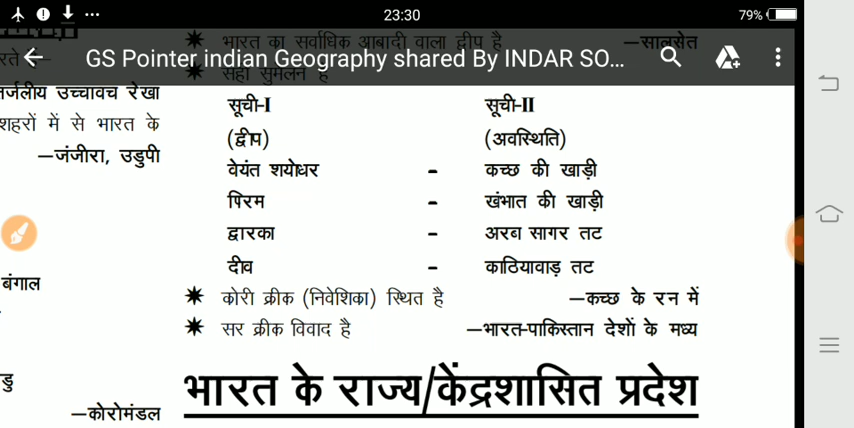 23:30
79%
भारत का सर्वाधिक आबादी वाला द्वीप है —सालसेत
GS Pointer indian Geography shared By INDAR SO...
सही सुमेलन है
र्जलीय उच्चावच रेखा
शहरों में से भारत के
—जंजीरा, उडुपी
बंगाल
डु
—कोरोमंडल
सूची-I सूची-II
(द्वीप) (अवस्थिति)
वेयंत शयोधर - कच्छ की खाड़ी
पिरम - खंभात की खाड़ी
द्वारका - अरब सागर तट
दीव - काठियावाड़ तट
✷ कोरी क्रीक (निवेशिका) स्थित है —कच्छ के रन में
✷ सर क्रीक विवाद है —भारत-पाकिस्तान देशों के मध्य
भारत के राज्य/केंद्रशासित प्रदेश